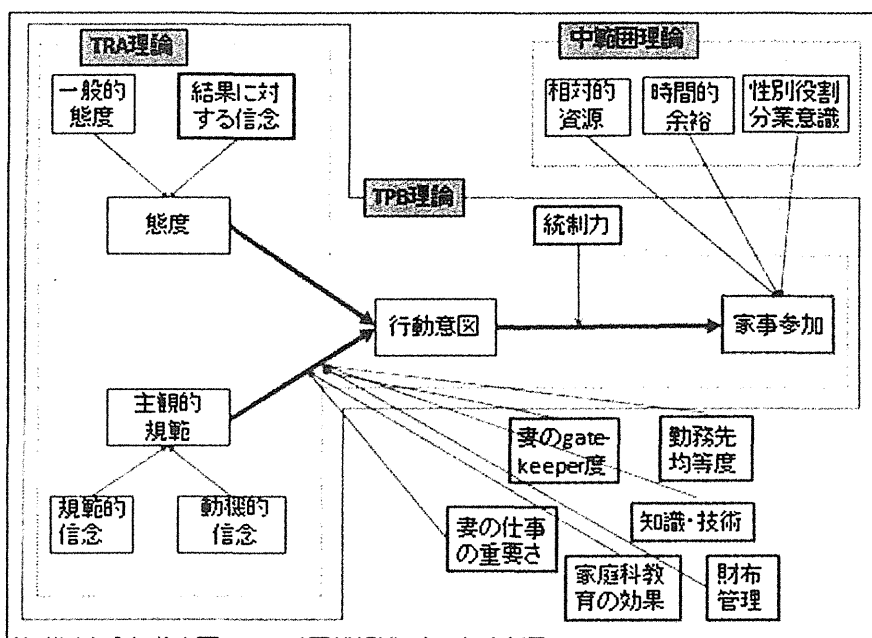 TRA理論
中範囲理論
一般的
態度
結果に対
する信念
相対的
資源
時間的
余裕
性別役割
分業意識
TPB理論
態度
統制力
行動意図
家事参加
主観的
規範
妻のgate-
keeper度
勤務先
均等度
規範的
信念
動機的
信念
妻の仕事
の重要さ
知識・技術
家庭科教
育の効果
財布
管理